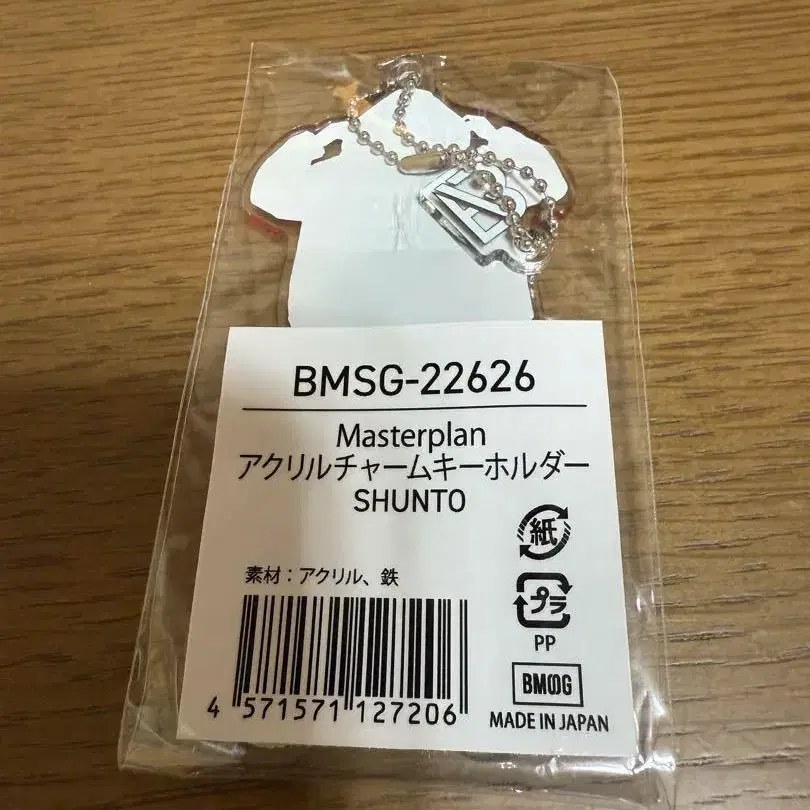 BMSG-22626
Masterplan
アクリルチャームキーホルダー
SHUNTO
紙
素材：アクリル、鉄
プラ
PP
BMSG
4 571571 127206
MADE IN JAPAN